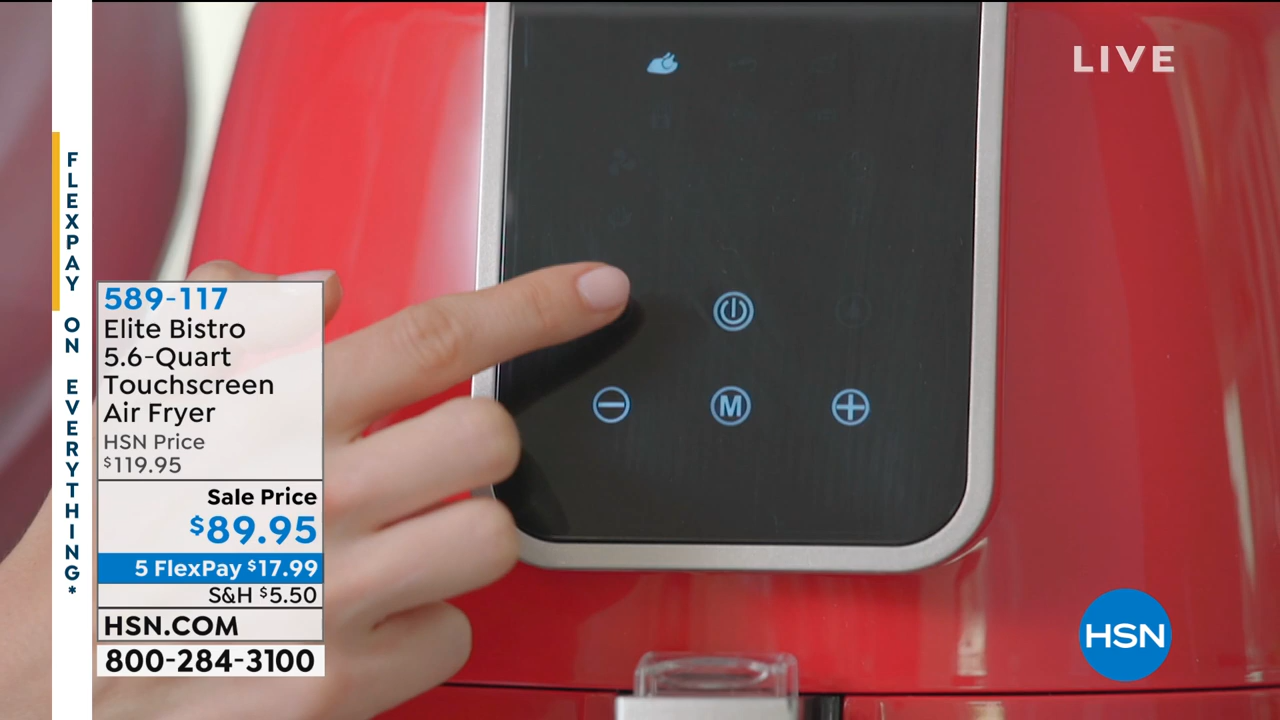 LIVE
FLEXPAY ON EVERYTHING*
589-117
Elite Bistro
5.6-Quart
Touchscreen
Air Fryer
HSN Price
$119.95
Sale Price
$89.95
5 FlexPay $17.99
S&H $5.50
HSN.COM
800-284-3100
M
HSN